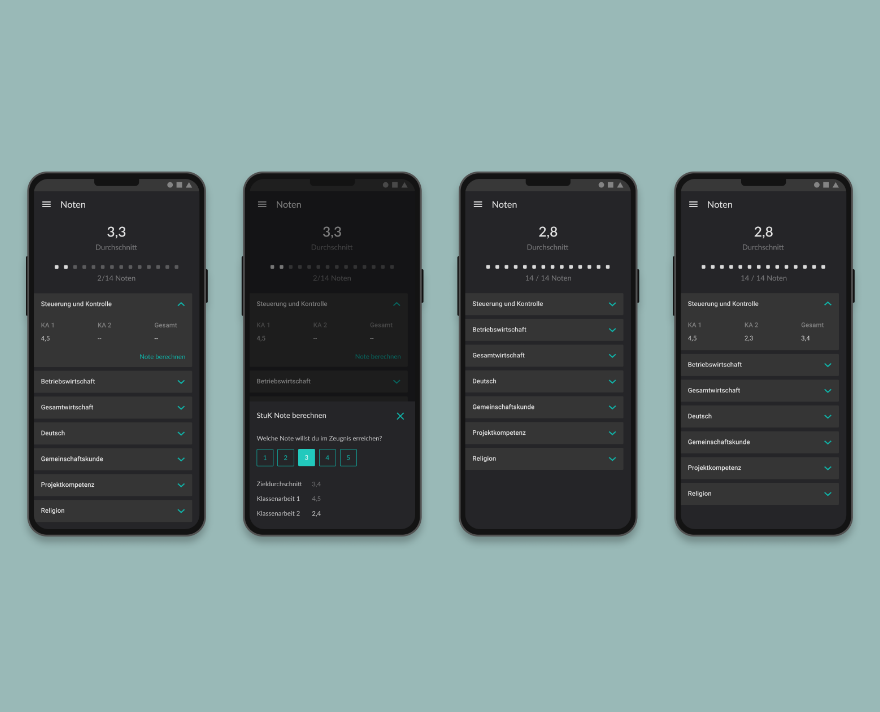 Noten
3,3
Durchschnitt
2/14 Noten
Steuerung und Kontrolle
KA 1 KA 2 Gesamt
4,5 -- --
Note berechnen
Betriebswirtschaft
Gesamtwirtschaft
Deutsch
Gemeinschaftskunde
Projektkompetenz
Religion
Noten
3,3
Durchschnitt
2/14 Noten
Steuerung und Kontrolle
KA 1 KA 2 Gesamt
4,5 -- --
Note berechnen
Betriebswirtschaft
StuK Note berechnen
Welche Note willst du im Zeugnis erreichen?
1 2 3 4 5
Zieldurchschnitt 3,4
Klassenarbeit 1 4,5
Klassenarbeit 2 2,4
Noten
2,8
Durchschnitt
14 / 14 Noten
Steuerung und Kontrolle
Betriebswirtschaft
Gesamtwirtschaft
Deutsch
Gemeinschaftskunde
Projektkompetenz
Religion
Noten
2,8
Durchschnitt
14 / 14 Noten
Steuerung und Kontrolle
KA 1 KA 2 Gesamt
4,5 2,3 3,4
Betriebswirtschaft
Gesamtwirtschaft
Deutsch
Gemeinschaftskunde
Projektkompetenz
Religion